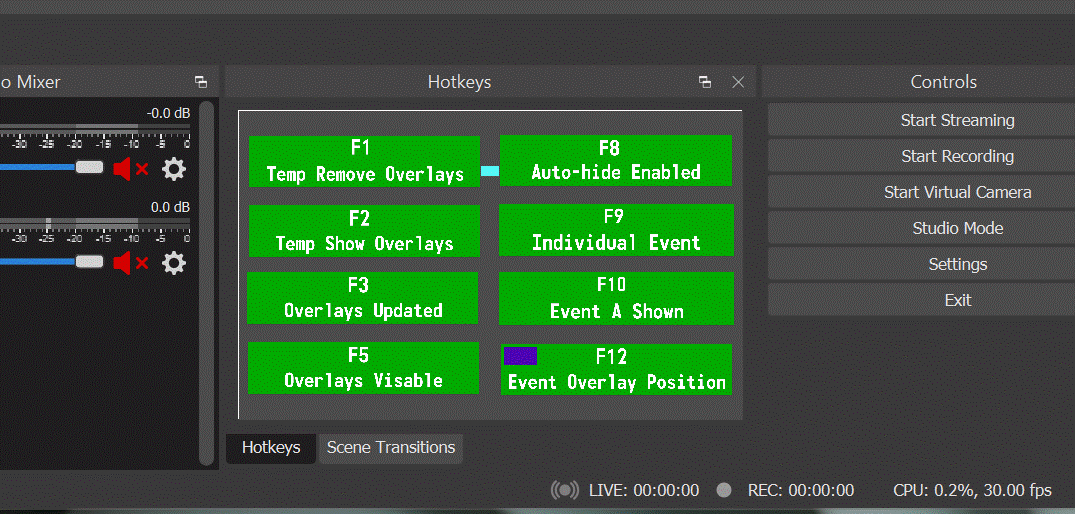 o Mixer
-0.0 dB
-30 -25 -20 -15 -10 -5 0
0.0 dB
-30 -25 -20 -15 -10 -5 0
Hotkeys
F1
Temp Remove Overlays
F8
Auto-hide Enabled
F2
Temp Show Overlays
F9
Individual Event
F3
Overlays Updated
F10
Event A Shown
F5
Overlays Visable
F12
Event Overlay Position
Hotkeys
Scene Transitions
Controls
Start Streaming
Start Recording
Start Virtual Camera
Studio Mode
Settings
Exit
LIVE: 00:00:00 REC: 00:00:00 CPU: 0.2%, 30.00 fps